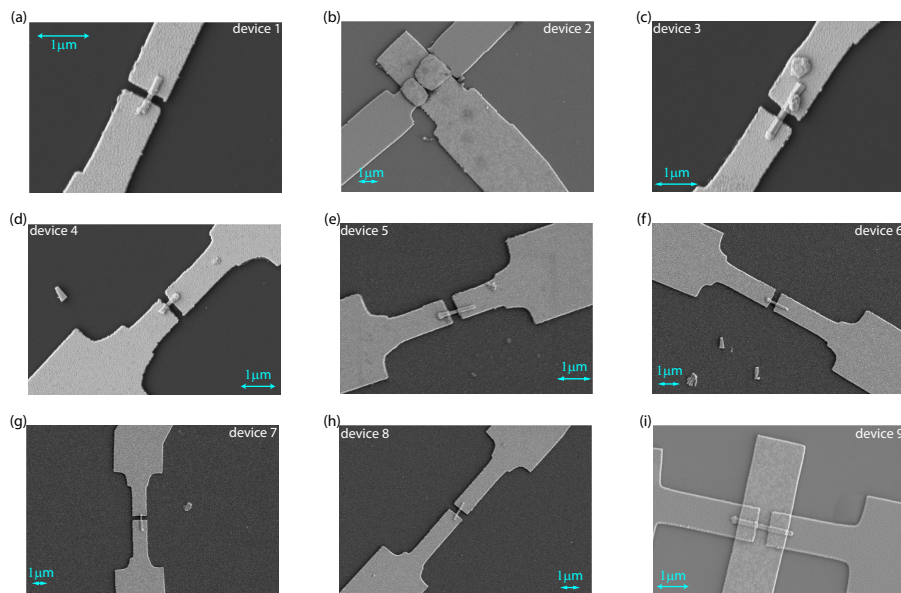 (a)
device 1
1μm
(b)
device 2
1μm
(c)
device 3
1μm
(d)
device 4
1μm
(e)
device 5
1μm
(f)
device 6
1μm
(g)
device 7
1μm
(h)
device 8
1μm
(i)
device 9
1μm